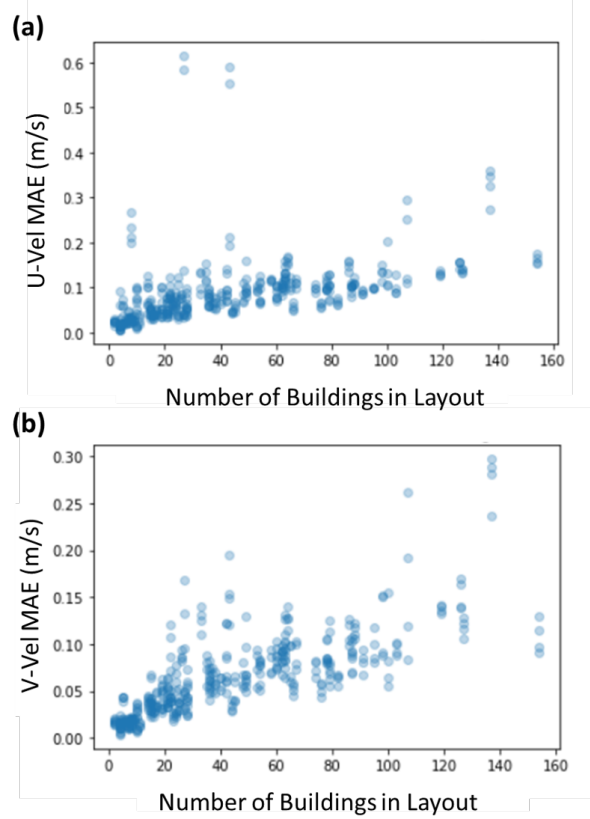 (a)
0.6
0.5
0.4
0.3
0.2
0.1
0.0
U-Vel MAE (m/s)
0 20 40 60 80 100 120 140 160
Number of Buildings in Layout
(b)
0.30
0.25
0.20
0.15
0.10
0.05
0.00
V-Vel MAE (m/s)
0 20 40 60 80 100 120 140 160
Number of Buildings in Layout